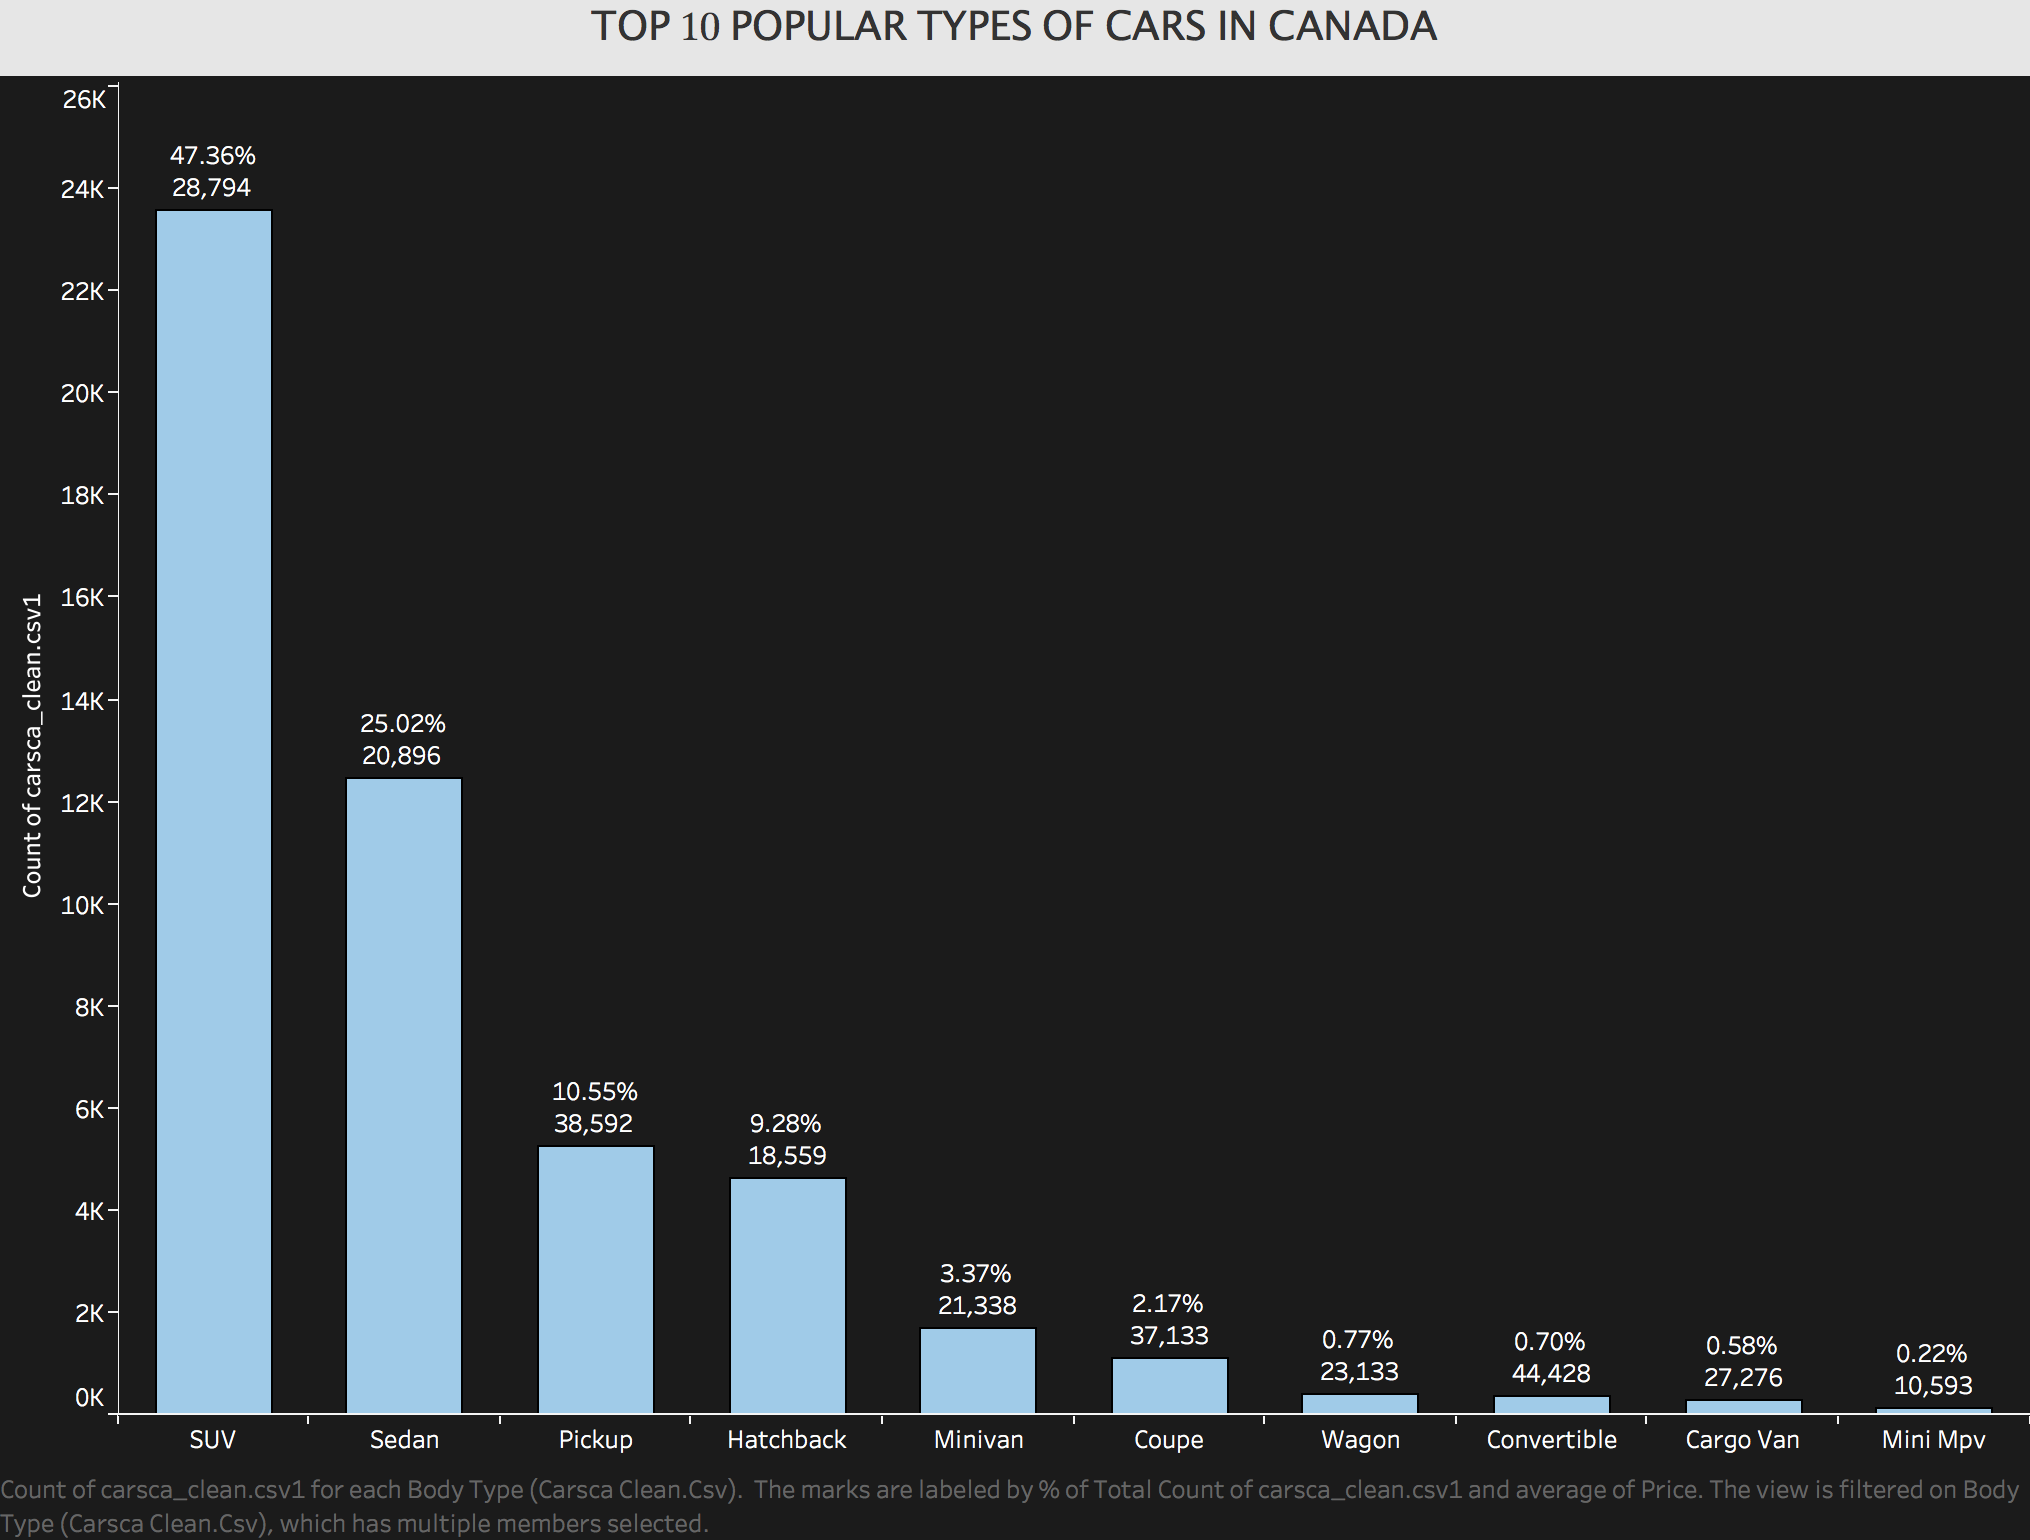 TOP 10 POPULAR TYPES OF CARS IN CANADA
26K
24K
22K
20K
18K
16K
14K
12K
10K
8K
6K
4K
2K
0K
Count of carsca_clean.csv1
47.36%
28,794
25.02%
20,896
10.55%
38,592
9.28%
18,559
3.37%
21,338
2.17%
37,133
0.77%
23,133
0.70%
44,428
0.58%
27,276
0.22%
10,593
SUV
Sedan
Pickup
Hatchback
Minivan
Coupe
Wagon
Convertible
Cargo Van
Mini Mpv
Count of carsca_clean.csv1 for each Body Type (Carsca Clean.Csv).  The marks are labeled by % of Total Count of carsca_clean.csv1 and average of Price. The view is filtered on Body
Type (Carsca Clean.Csv), which has multiple members selected.